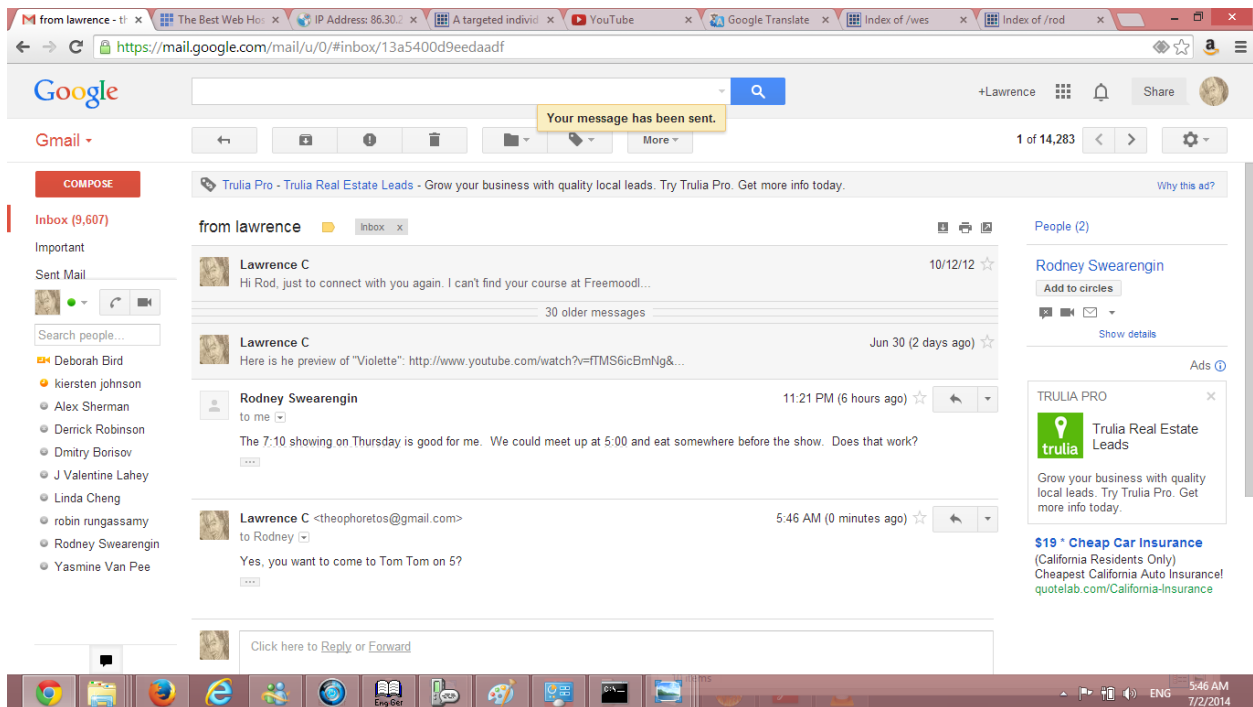 from lawrence - th
The Best Web Hos
IP Address: 86.30.2
A targeted individ
YouTube
Google Translate
Index of /wes
Index of /rod
https://mail.google.com/mail/u/0/#inbox/13a5400d9eedaadf
Google
+Lawrence
Share
Your message has been sent.
Gmail
More
1 of 14,283
COMPOSE
Trulia Pro - Trulia Real Estate Leads - Grow your business with quality local leads. Try Trulia Pro. Get more info today.
Why this ad?
Inbox (9,607)
Important
Sent Mail
Search people...
Deborah Bird
kiersten johnson
Alex Sherman
Derrick Robinson
Dmitry Borisov
J Valentine Lahey
Linda Cheng
robin rungassamy
Rodney Swearengin
Yasmine Van Pee
from lawrence
Inbox x
Lawrence C
10/12/12
Hi Rod, just to connect with you again. I can't find your course at Freemoodl...
30 older messages
Lawrence C
Jun 30 (2 days ago)
Here is he preview of "Violette": http://www.youtube.com/watch?v=fTMS6icBmNg&...
Rodney Swearengin
11:21 PM (6 hours ago)
to me
The 7:10 showing on Thursday is good for me. We could meet up at 5:00 and eat somewhere before the show. Does that work?
Lawrence C <theophoretos@gmail.com>
5:46 AM (0 minutes ago)
to Rodney
Yes, you want to come to Tom Tom on 5?
Click here to Reply or Forward
People (2)
Rodney Swearengin
Add to circles
Show details
Ads
TRULIA PRO
trulia
Trulia Real Estate
Leads
Grow your business with quality
local leads. Try Trulia Pro. Get
more info today.
$19 * Cheap Car Insurance
(California Residents Only)
Cheapest California Auto Insurance!
quotelab.com/California-Insurance
Eng-Ger
C:\_
ENG
5:46 AM
7/2/2014